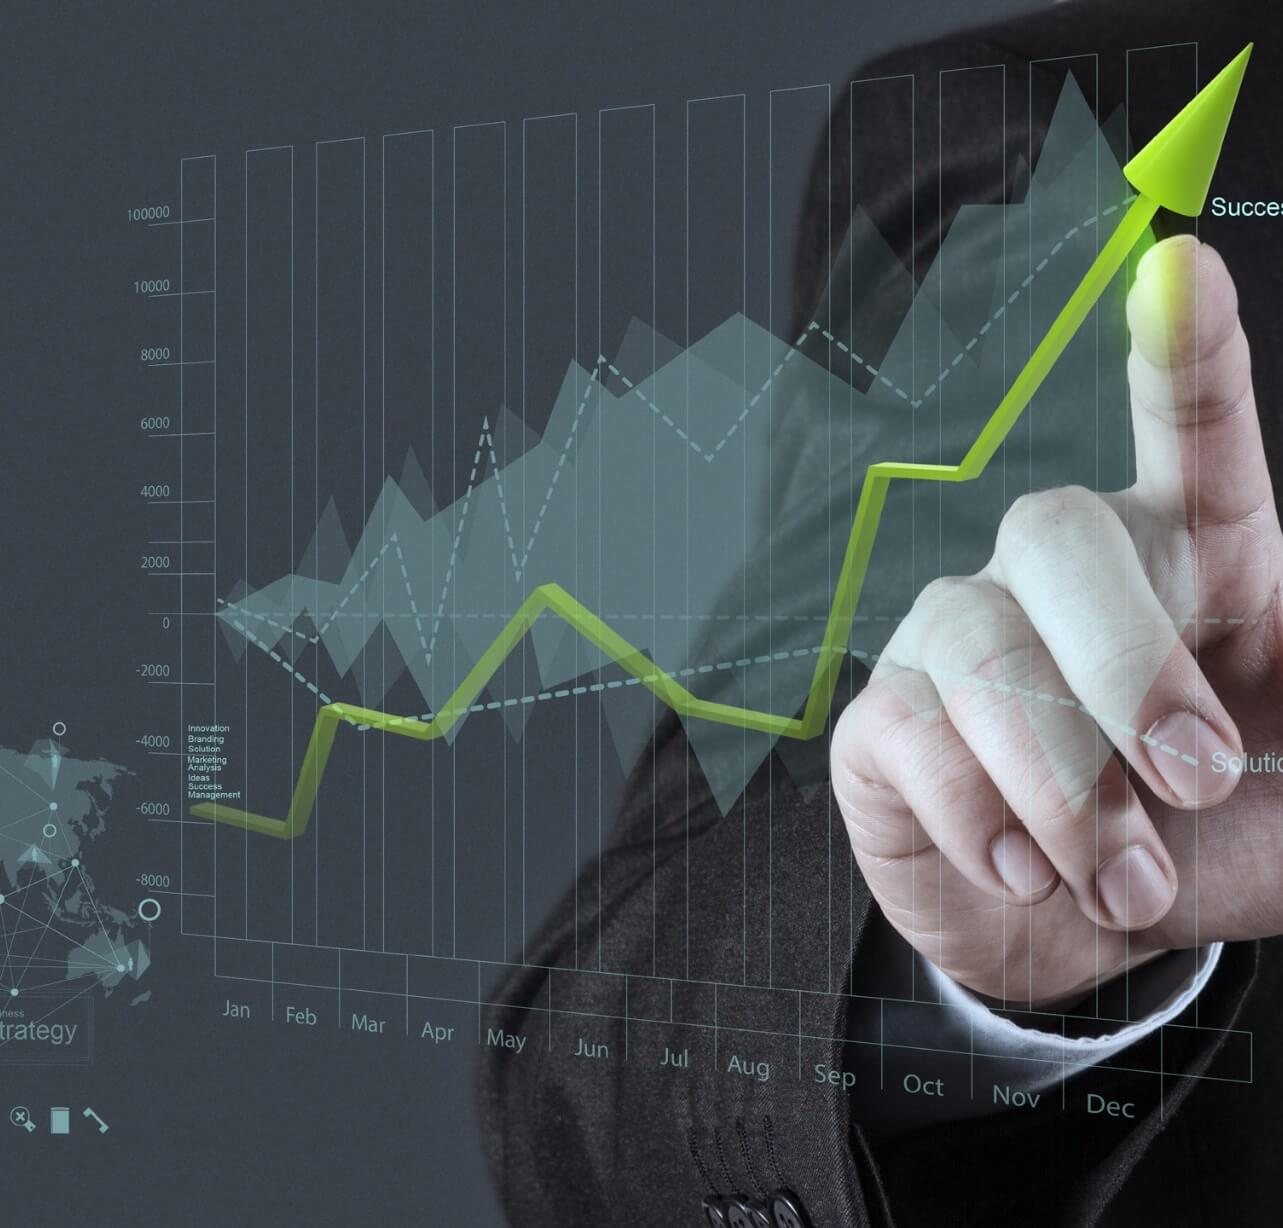 Succes
100000
10000
8000
6000
4000
2000
0
-2000
-4000
-6000
-8000
Innovation
Branding
Solution
Marketing
Analysis
Ideas
Success
Management
Solutio
ness
trategy
Jan Feb Mar Apr May Jun Jul Aug Sep Oct Nov Dec